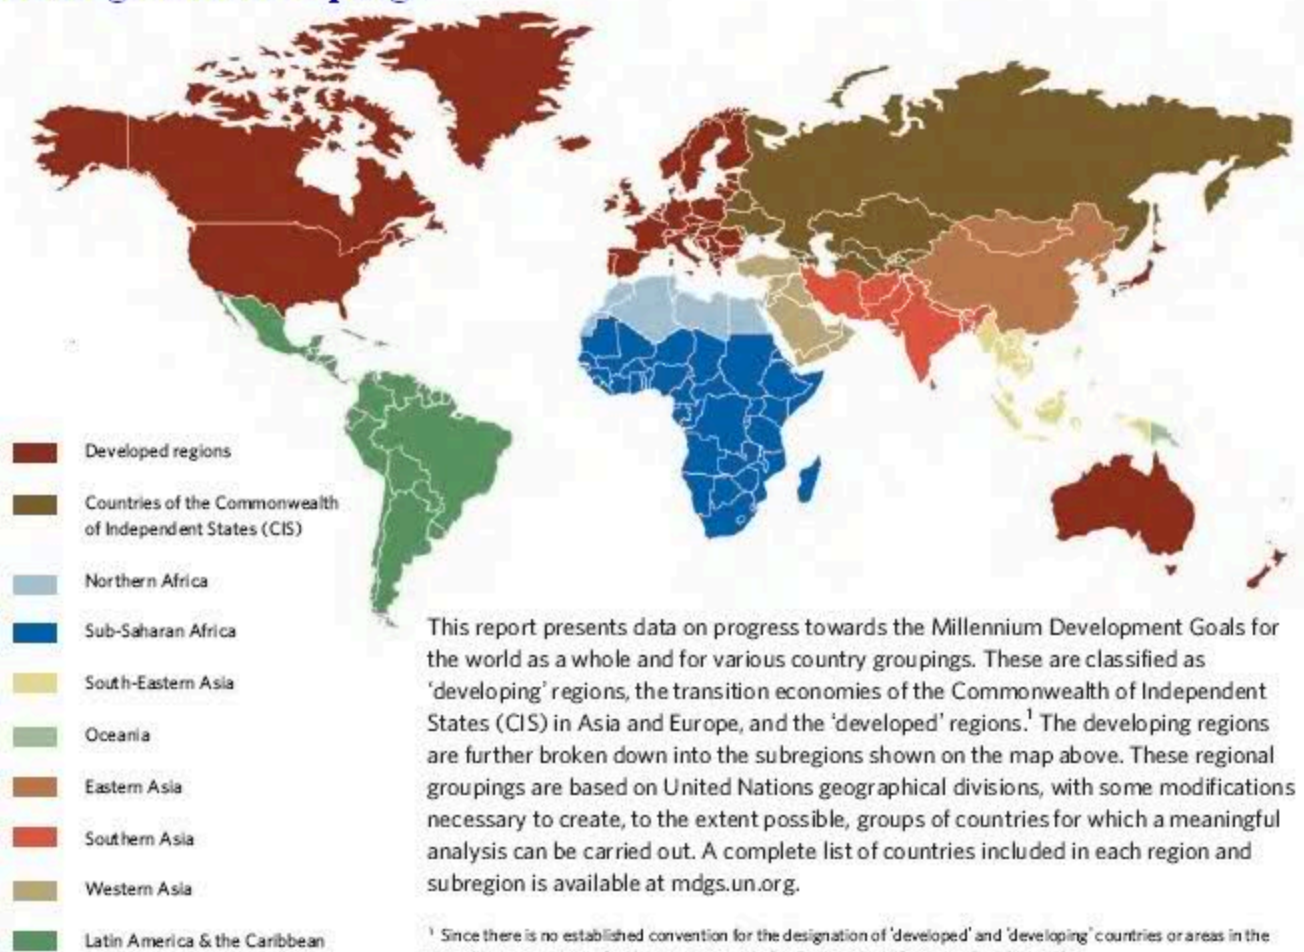 Developed regions
Countries of the Commonwealth
of Independent States (CIS)
Northern Africa
Sub-Saharan Africa
South-Eastern Asia
Oceania
Eastern Asia
Southern Asia
Western Asia
Latin America & the Caribbean
This report presents data on progress towards the Millennium Development Goals for
the world as a whole and for various country groupings. These are classified as
‘developing’ regions, the transition economies of the Commonwealth of Independent
States (CIS) in Asia and Europe, and the ‘developed’ regions.¹ The developing regions
are further broken down into the subregions shown on the map above. These regional
groupings are based on United Nations geographical divisions, with some modifications
necessary to create, to the extent possible, groups of countries for which a meaningful
analysis can be carried out. A complete list of countries included in each region and
subregion is available at mdgs.un.org.
¹ Since there is no established convention for the designation of ‘developed’ and ‘developing’ countries or areas in the